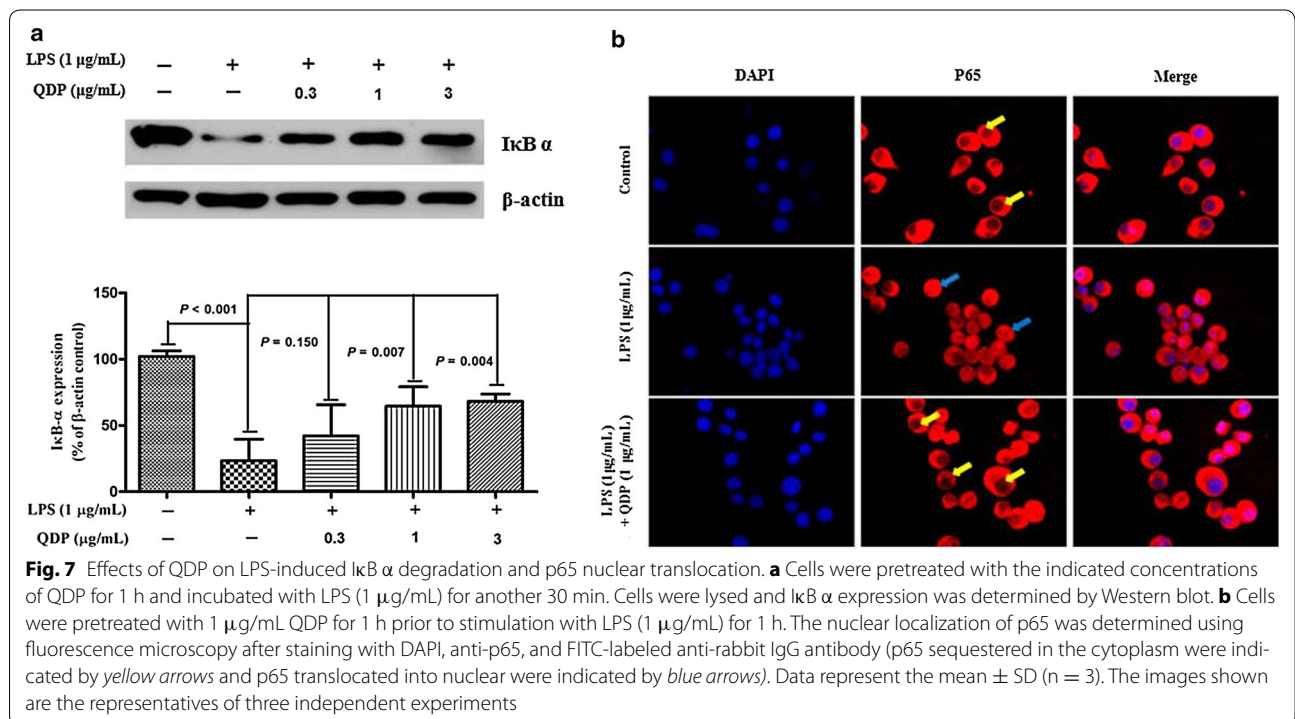 a
LPS (1 μg/mL) – + + + +
QDP (μg/mL) – – 0.3 1 3
IκB α
β-actin
150
100
50
0
IκB-α expression
(% of β-actin control)
P < 0.001
P = 0.150
P = 0.007
P = 0.004
LPS (1 μg/mL) – + + + +
QDP (μg/mL) – – 0.3 1 3
b
DAPI P65 Merge
Control
LPS (1μg/mL)
LPS (1μg/mL)
+ QDP (1 μg/mL)
Fig. 7 Effects of QDP on LPS-induced IκB α degradation and p65 nuclear translocation. a Cells were pretreated with the indicated concentrations
of QDP for 1 h and incubated with LPS (1 μg/mL) for another 30 min. Cells were lysed and IκB α expression was determined by Western blot. b Cells
were pretreated with 1 μg/mL QDP for 1 h prior to stimulation with LPS (1 μg/mL) for 1 h. The nuclear localization of p65 was determined using
fluorescence microscopy after staining with DAPI, anti-p65, and FITC-labeled anti-rabbit IgG antibody (p65 sequestered in the cytoplasm were indi-
cated by yellow arrows and p65 translocated into nuclear were indicated by blue arrows). Data represent the mean ± SD (n = 3). The images shown
are the representatives of three independent experiments